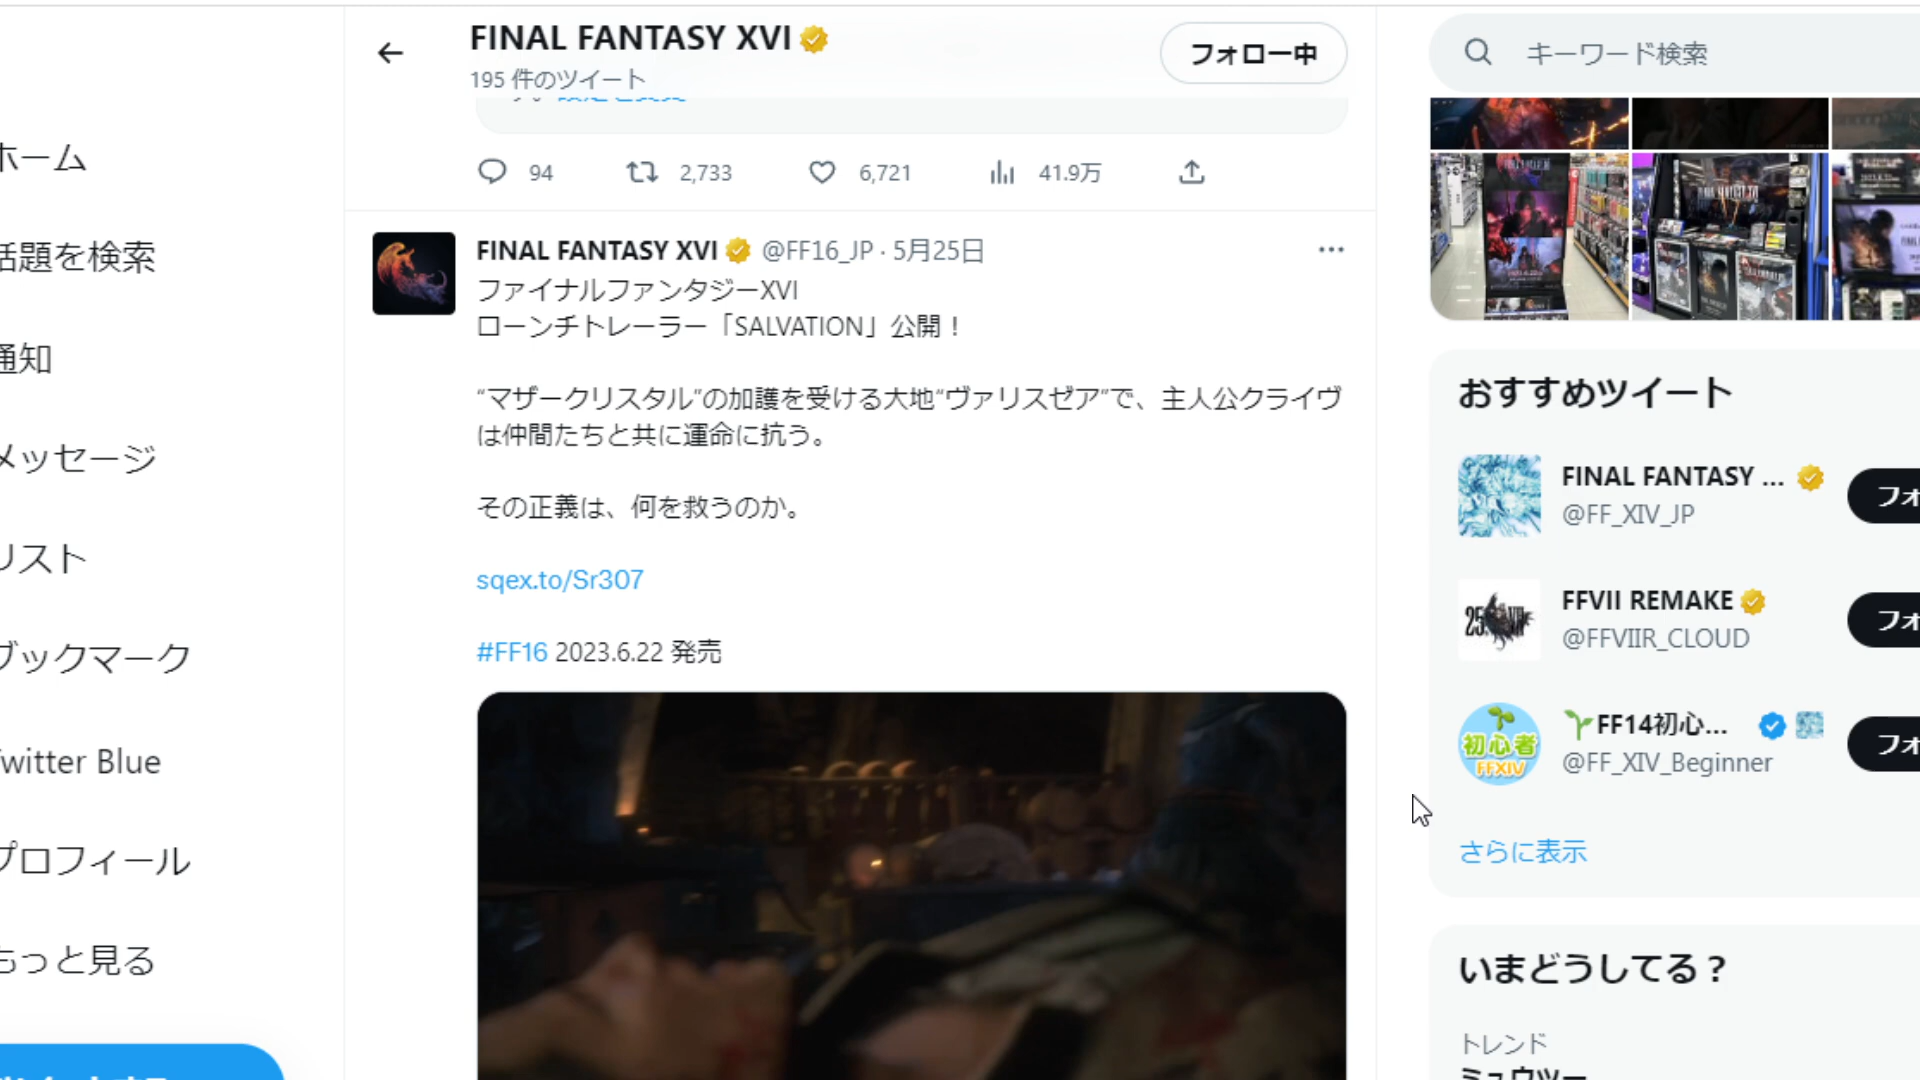 FINAL FANTASY XVI
195 件のツイート
フォロー中
キーワード検索
94
2,733
6,721
41.9万
ホーム
話題を検索
通知
メッセージ
リスト
ブックマーク
witter Blue
プロフィール
もっと見る
FINAL FANTASY XVI @FF16_JP · 5月25日
ファイナルファンタジーXVI
ローンチトレーラー「SALVATION」公開！
“マザークリスタル”の加護を受ける大地“ヴァリスゼア”で、主人公クライヴ
は仲間たちと共に運命に抗う。
その正義は、何を救うのか。
sqex.to/Sr307
#FF16 2023.6.22 発売
おすすめツイート
FINAL FANTASY ...
@FF_XIV_JP
フォ
FFVII REMAKE
@FFVIIR_CLOUD
フォ
初心者
FFXIV
FF14初心...
@FF_XIV_Beginner
フォ
さらに表示
いまどうしてる？
トレンド
ミュウツー